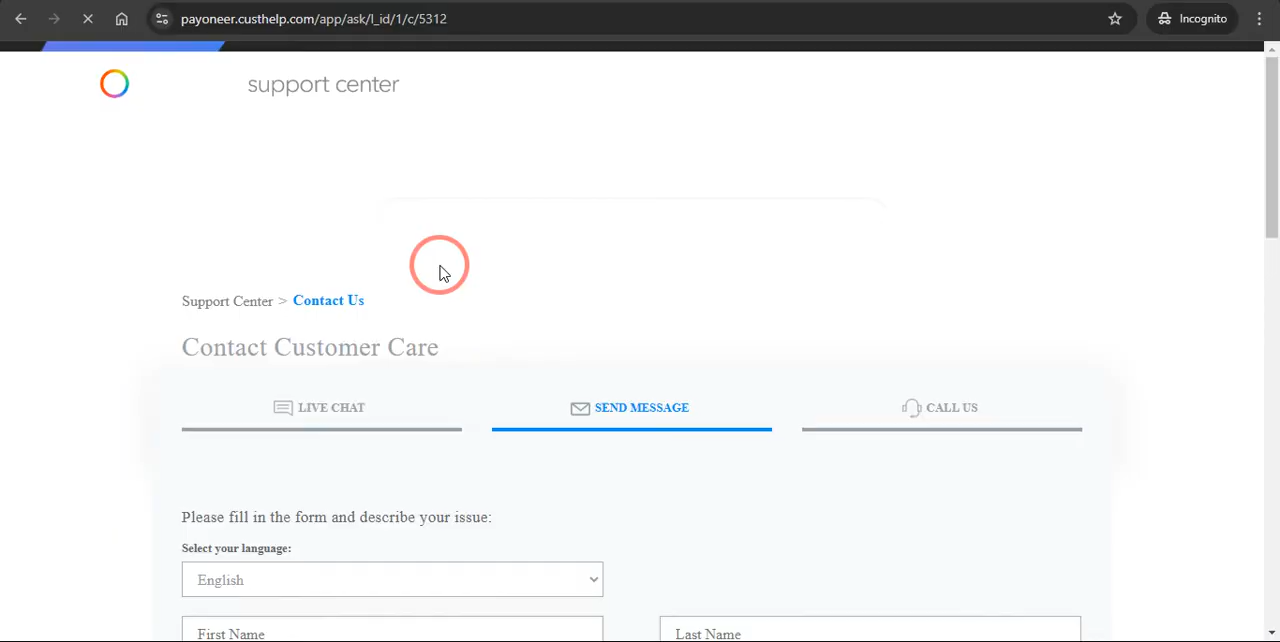 payoneer.custhelp.com/app/ask/l_id/1/c/5312
Incognito
support center
Support Center > Contact Us
Contact Customer Care
LIVE CHAT
SEND MESSAGE
CALL US
Please fill in the form and describe your issue:
Select your language:
English
First Name
Last Name